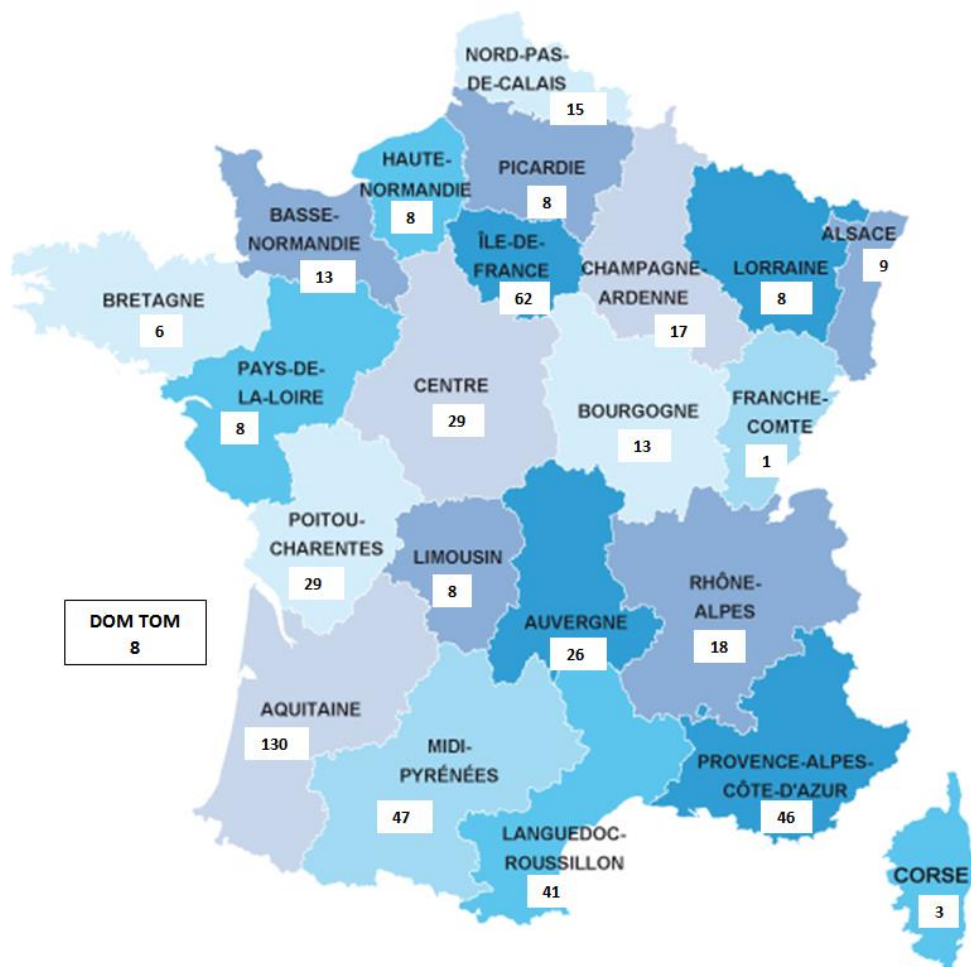 NORD-PAS-
DE-CALAIS
15
HAUTE-
NORMANDIE
8
PICARDIE
8
BASSE-
NORMANDIE
13
ÎLE-DE-
FRANCE
62
CHAMPAGNE-
ARDENNE
17
LORRAINE
8
ALSACE
9
BRETAGNE
6
PAYS-DE-
LA-LOIRE
8
CENTRE
29
BOURGOGNE
13
FRANCHE-
COMTE
1
POITOU-
CHARENTES
29
LIMOUSIN
8
AUVERGNE
26
RHÔNE-
ALPES
18
DOM TOM
8
AQUITAINE
130
MIDI-
PYRÉNÉES
47
LANGUEDOC-
ROUSSILLON
41
PROVENCE-ALPES-
CÔTE-D'AZUR
46
CORSE
3